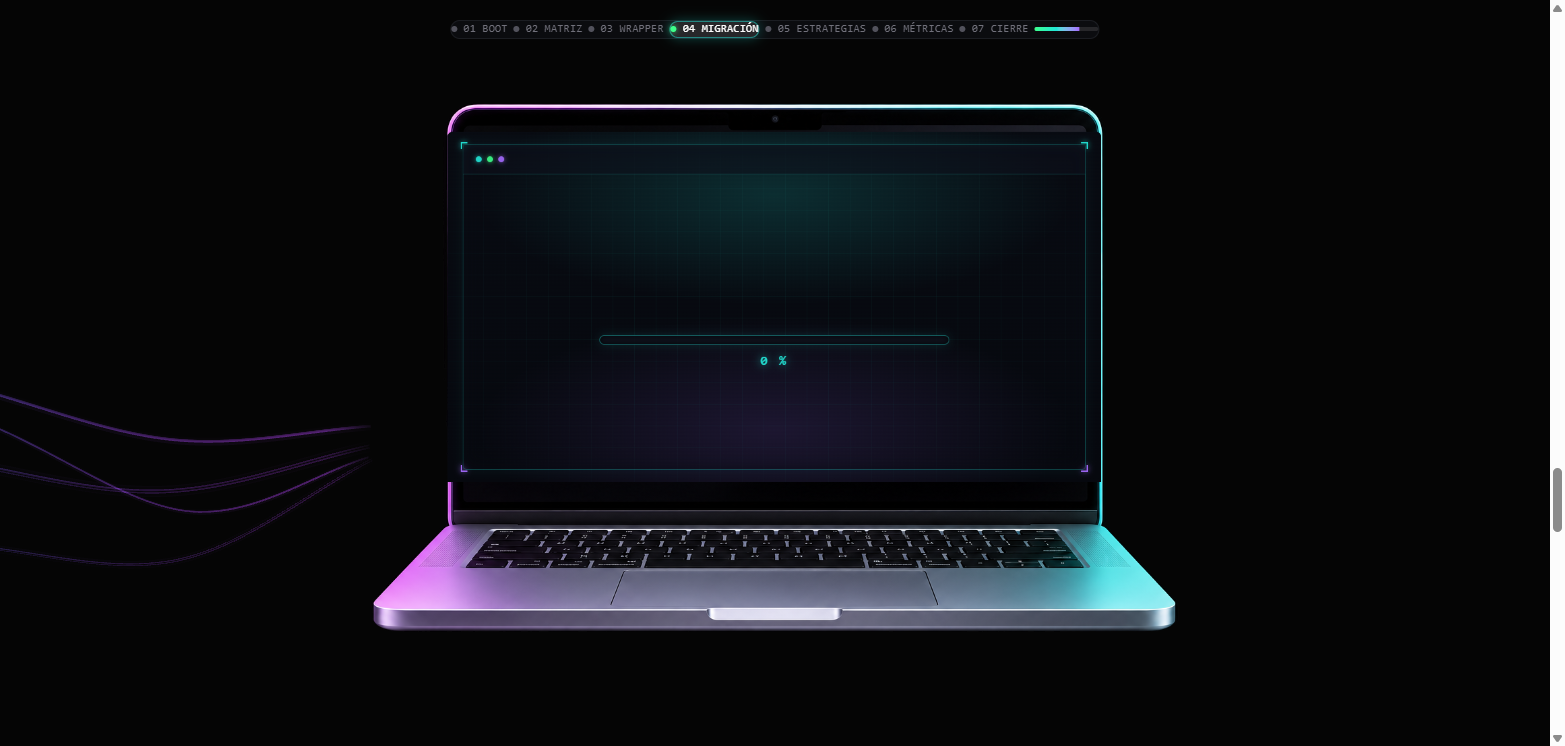 01 BOOT 02 MATRIZ 03 WRAPPER 04 MIGRACIÓN 05 ESTRATEGIAS 06 MÉTRICAS 07 CIERRE
0 %